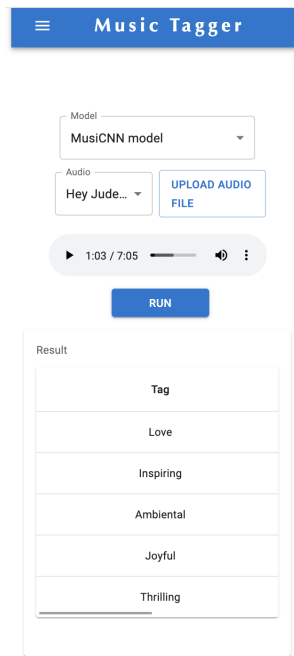 Music Tagger
Model
MusiCNN model
Audio
Hey Jude...
UPLOAD AUDIO
FILE
1:03 / 7:05
RUN
Result
Tag
Love
Inspiring
Ambiental
Joyful
Thrilling